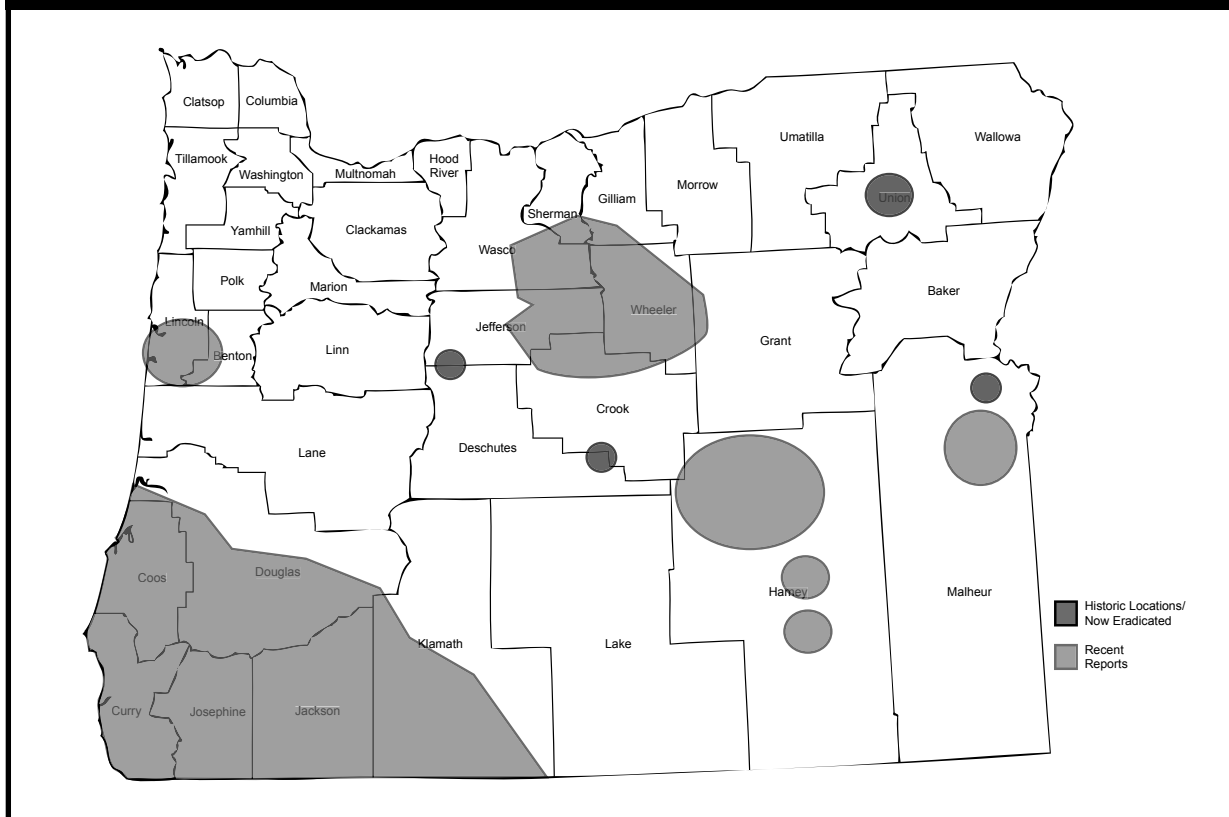 Clatsop
Columbia
Tillamook
Washington
Multnomah
Hood
River
Umatilla
Wallowa
Morrow
Gilliam
Sherman
Union
Yamhill
Clackamas
Wasco
Polk
Marion
Baker
Wheeler
Lincoln
Jefferson
Benton
Linn
Grant
Crook
Deschutes
Lane
Coos
Douglas
Harney
Malheur
Historic Locations/
Now Eradicated
Klamath
Lake
Recent
Reports
Curry
Josephine
Jackson